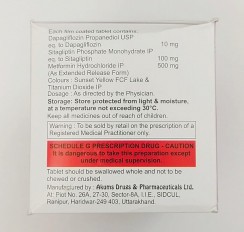 Each film coated tablet contains:
Dapagliflozin Propanediol USP
eq. to Dapagliflozin 10 mg
Sitagliptin Phosphate Monohydrate IP
eq. to Sitagliptin 100 mg
Metformin Hydrochloride IP 500 mg
(As Extended Release Form)
Colours : Sunset Yellow FCF Lake &
Titanium Dioxide IP
Dosage : As directed by the Physician.
Storage: Store protected from light & moisture,
at a temperature not exceeding 30°C.
Keep all medicines out of reach of children.
Warning : To be sold by retail on the prescription of a
Registered Medical Practitioner only.
SCHEDULE G PRESCRIPTION DRUG - CAUTION
It is dangerous to take this preparation except
under medical supervision.
Tablet should be swallowed whole and not to be
chewed or crushed.
Manufactured by : Akums Drugs & Pharmaceuticals Ltd.
At: Plot No. 26A, 27-30, Sector-8A, I.I.E., SIDCUL,
Ranipur, Haridwar-249 403, Uttarakhand.